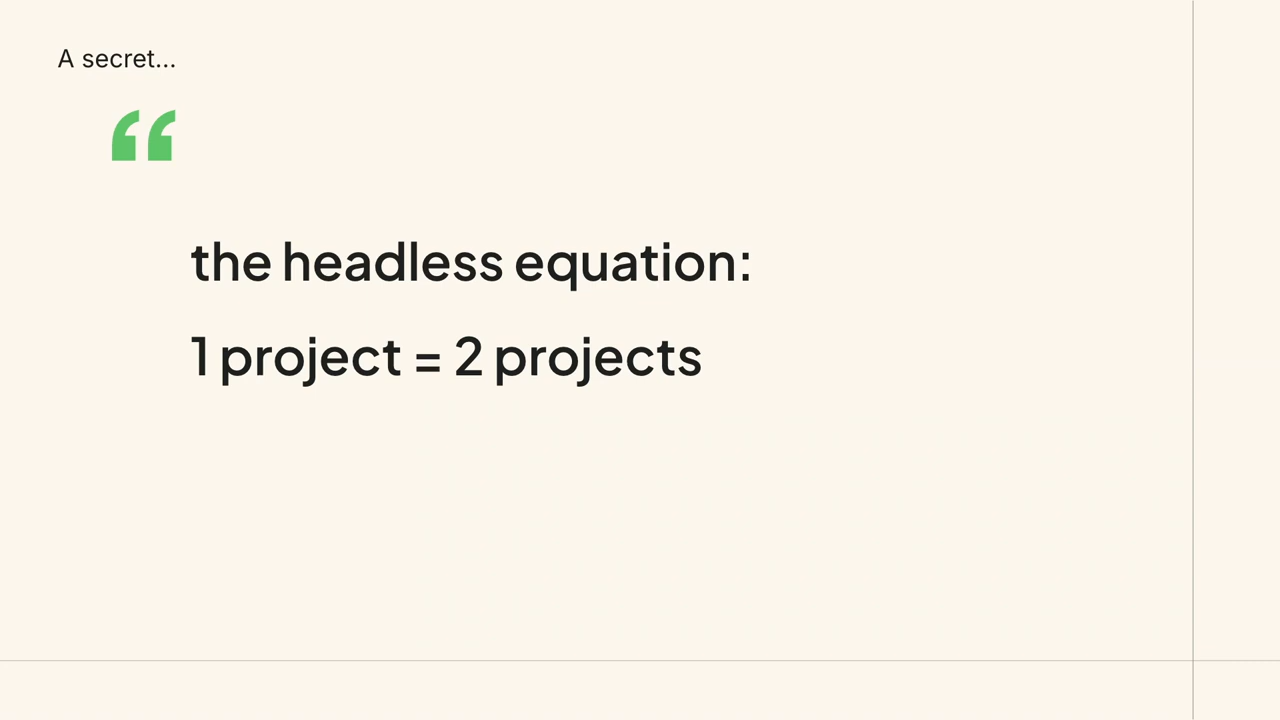 A secret...
“
the headless equation:
1 project = 2 projects